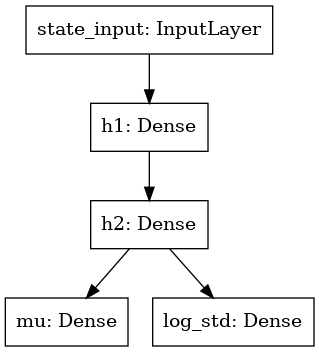 state_input: InputLayer
h1: Dense
h2: Dense
mu: Dense
log_std: Dense